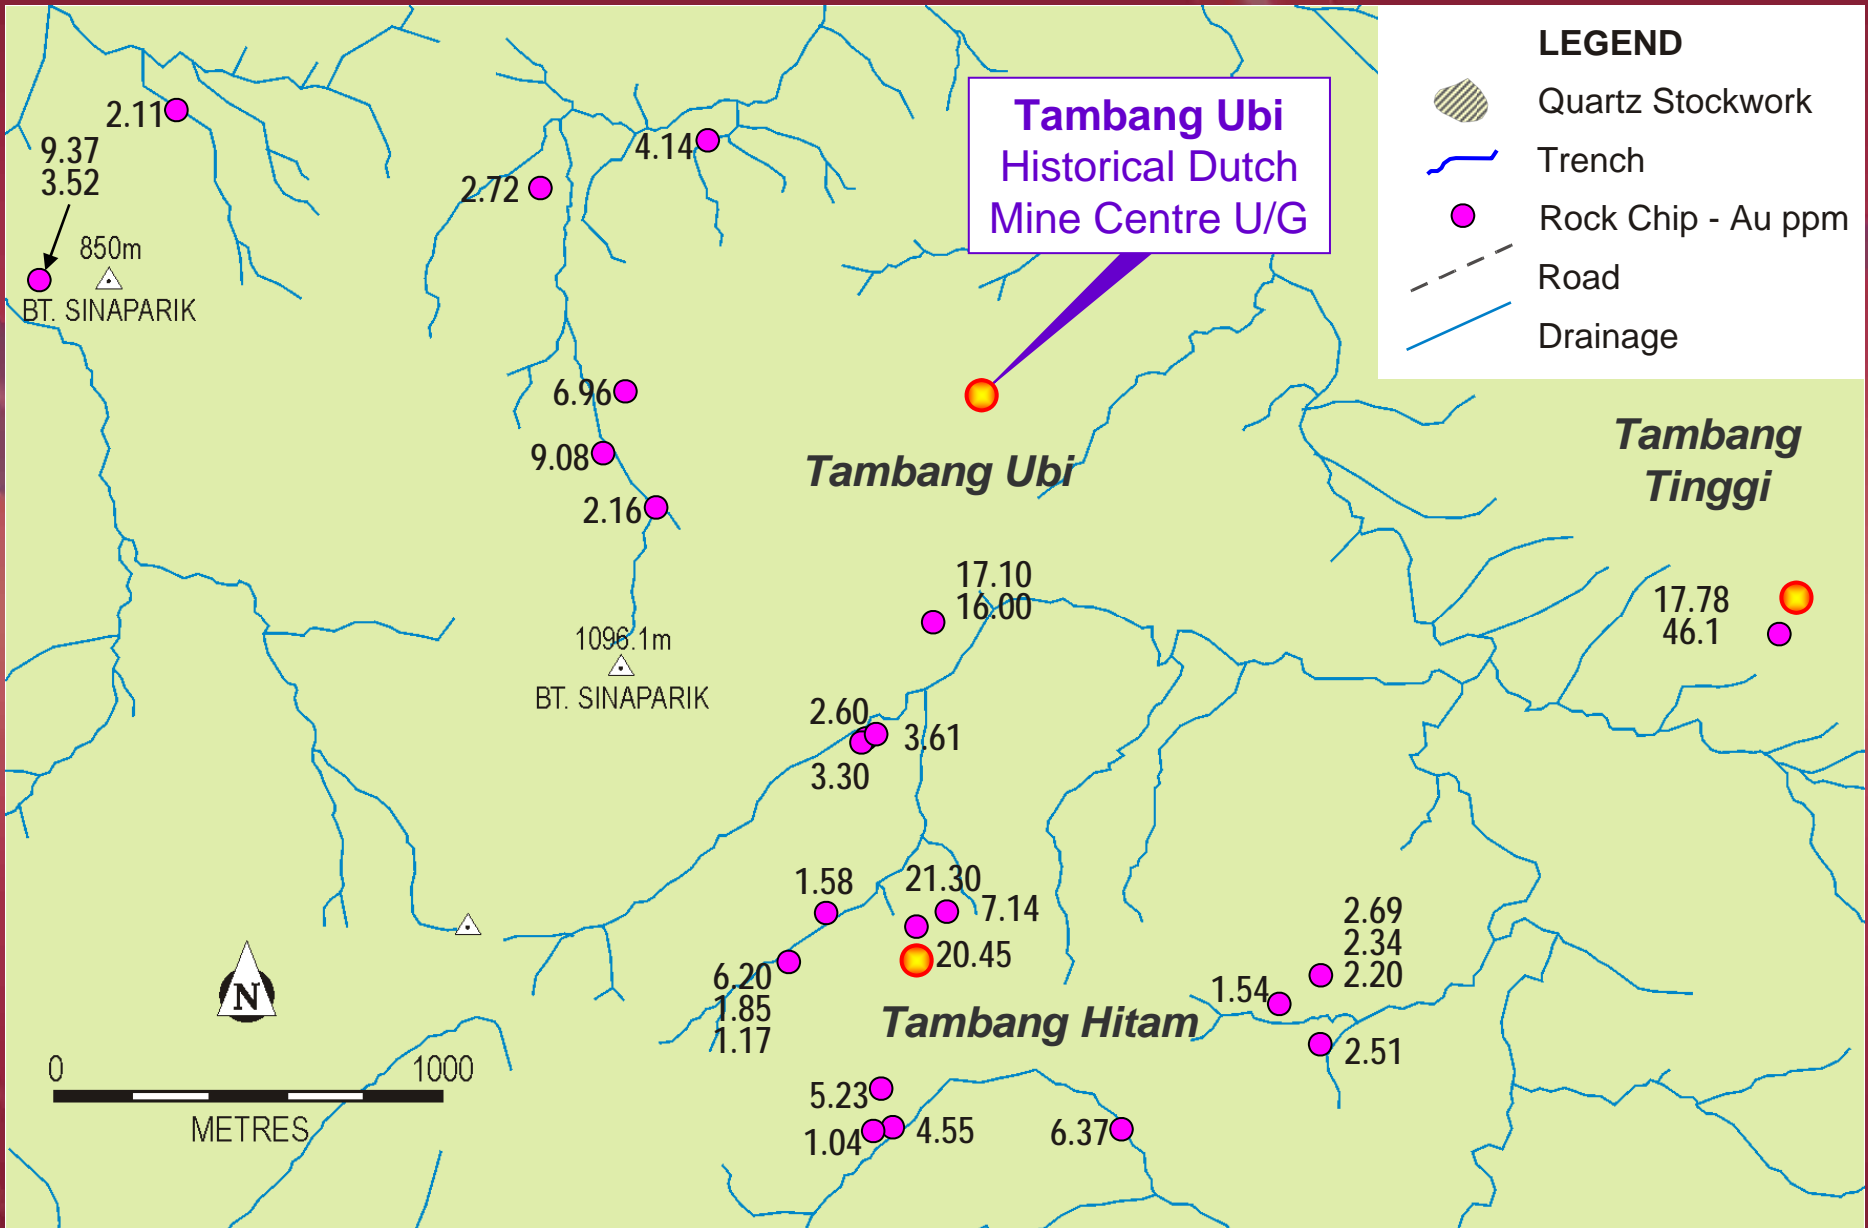 LEGEND
Quartz Stockwork
Trench
Rock Chip - Au ppm
Road
Drainage
Tambang Ubi
Historical Dutch
Mine Centre U/G
2.11
9.37
3.52
850m
BT. SINAPARIK
4.14
2.72
6.96
9.08
2.16
Tambang Ubi
Tambang
Tinggi
17.10
16.00
17.78
46.1
1096.1m
BT. SINAPARIK
2.60
3.61
3.30
1.58
21.30
7.14
20.45
6.20
1.85
1.17
2.69
2.34
2.20
1.54
2.51
Tambang Hitam
N
0 1000
METRES
5.23
1.04
4.55
6.37